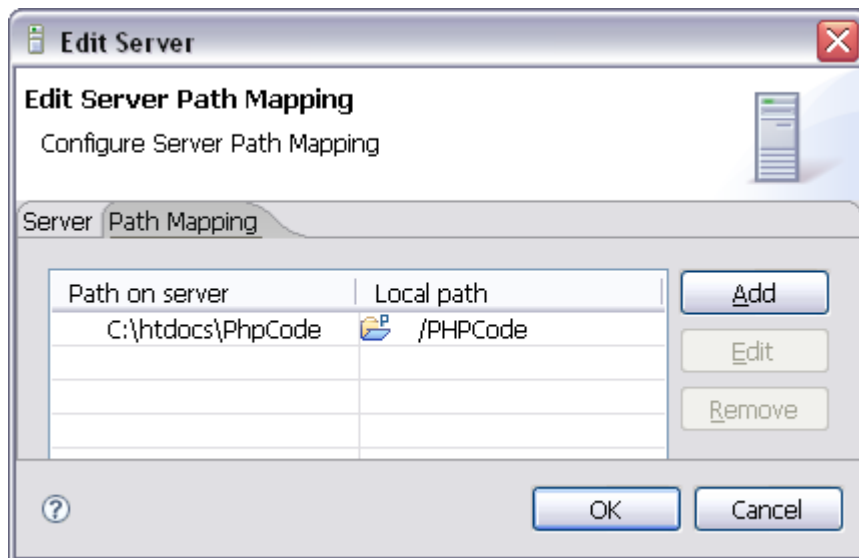 Edit Server
Edit Server Path Mapping
Configure Server Path Mapping
Server Path Mapping
Path on server Local path Add
C:\htdocs\PhpCode /PHPCode
Edit
Remove
? OK Cancel